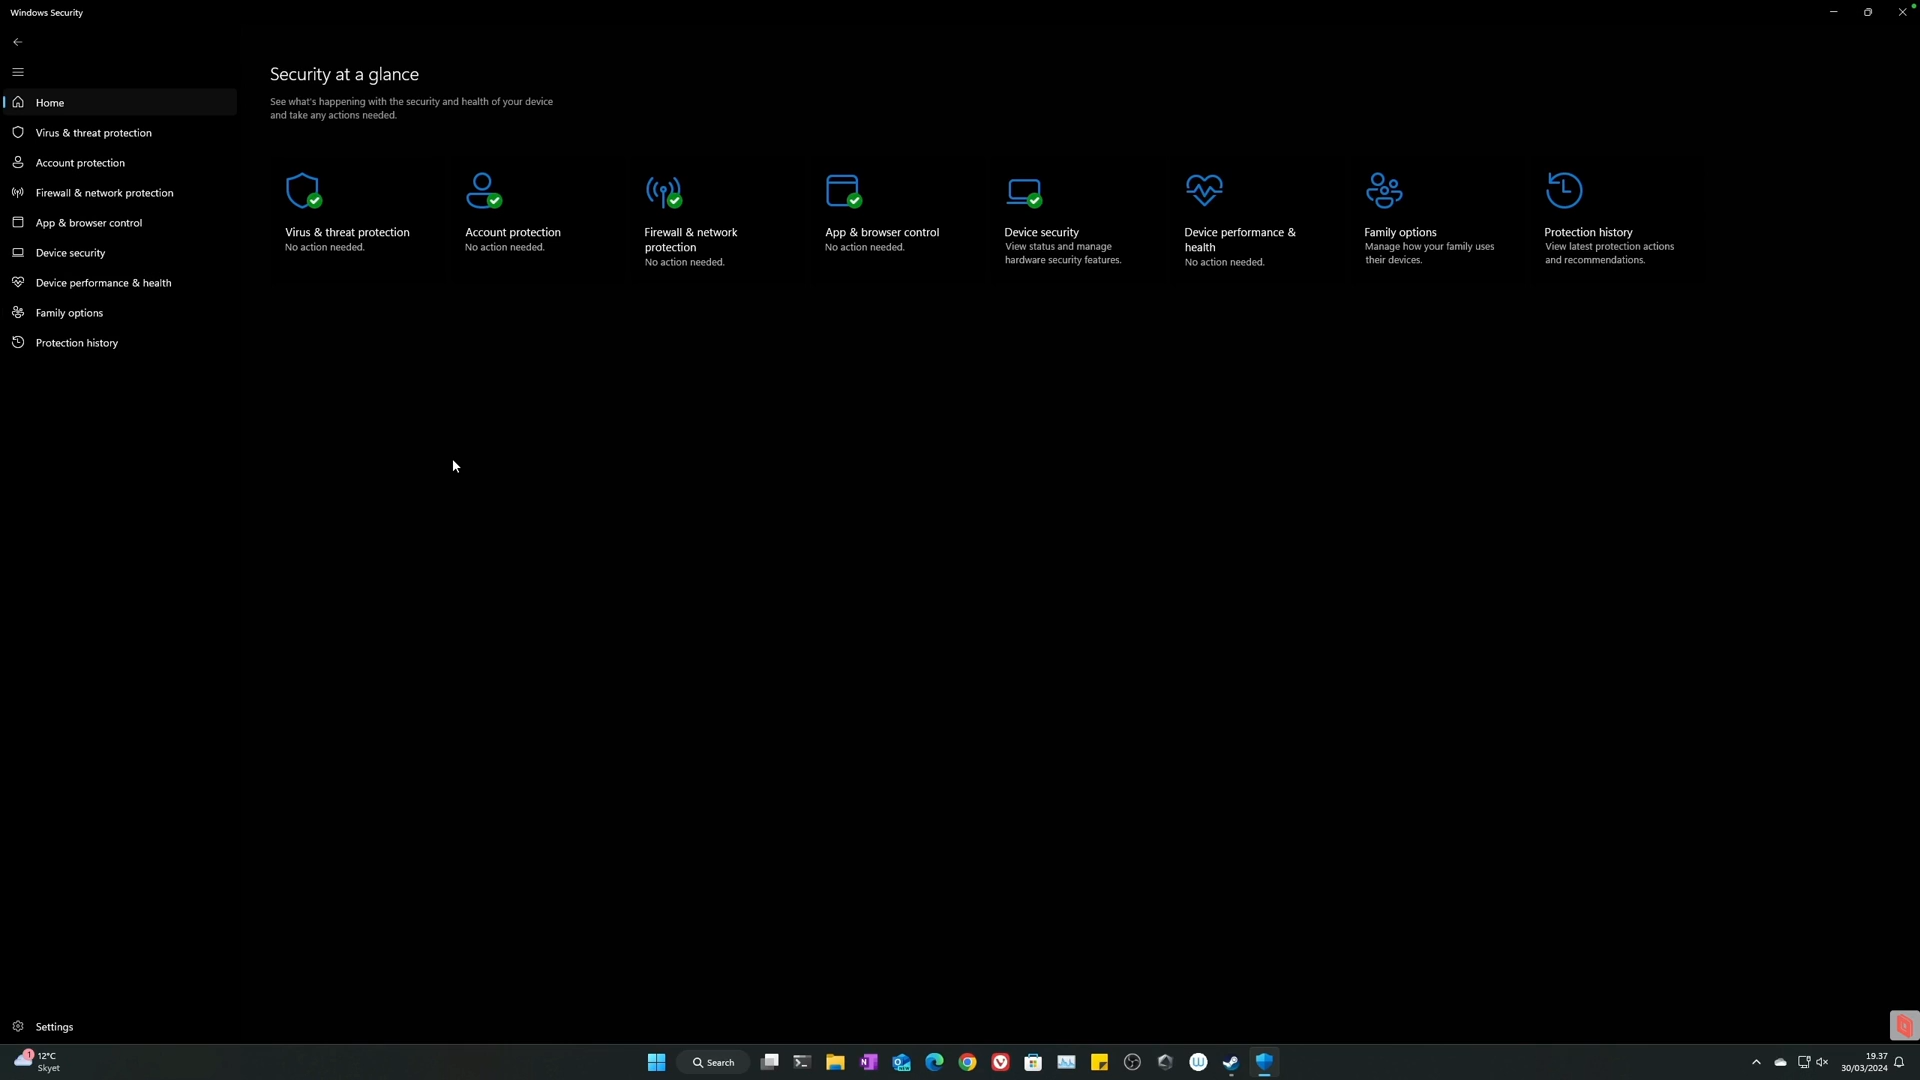 Windows Security
Security at a glance
See what's happening with the security and health of your device
and take any actions needed.
Home
Virus & threat protection
Account protection
Firewall & network protection
App & browser control
Device security
Device performance & health
Family options
Protection history
Virus & threat protection
No action needed.
Account protection
No action needed.
Firewall & network
protection
No action needed.
App & browser control
No action needed.
Device security
View status and manage
hardware security features.
Device performance &
health
No action needed.
Family options
Manage how your family uses
their devices.
Protection history
View latest protection actions
and recommendations.
Settings
1
12°C
Skyet
Search
NEW
19.37
30/03/2024